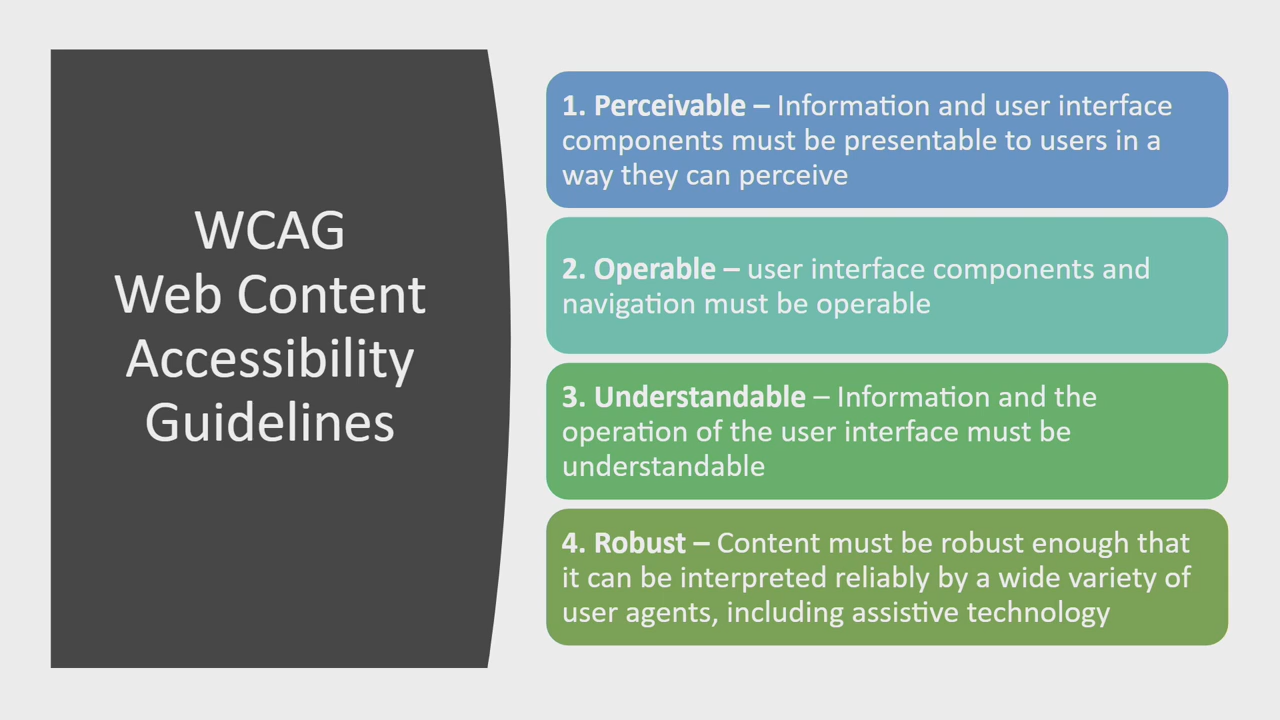 WCAG
Web Content
Accessibility
Guidelines
1. Perceivable – Information and user interface
components must be presentable to users in a
way they can perceive
2. Operable – user interface components and
navigation must be operable
3. Understandable – Information and the
operation of the user interface must be
understandable
4. Robust – Content must be robust enough that
it can be interpreted reliably by a wide variety of
user agents, including assistive technology